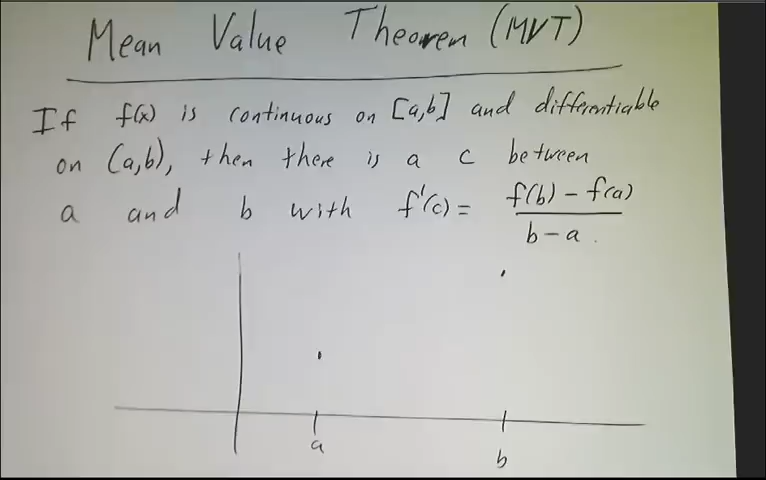 Mean Value Theorem (MVT)
If f(x) is continuous on [a,b] and differentiable
on (a,b), then there is a c between
a and b with f'(c) = f(b) - f(a)
b - a.
a
b